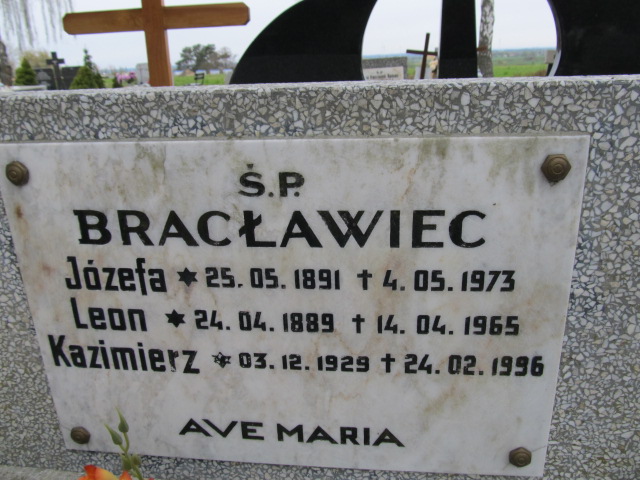 Ś.P.
BRACŁAWIEC
Józefa ✶ 25.05.1891 ✝ 4.05.1973
Leon ✶ 24.04.1889 ✝ 14.04.1965
Kazimierz ✶ 03.12.1929 ✝ 24.02.1996
AVE MARIA